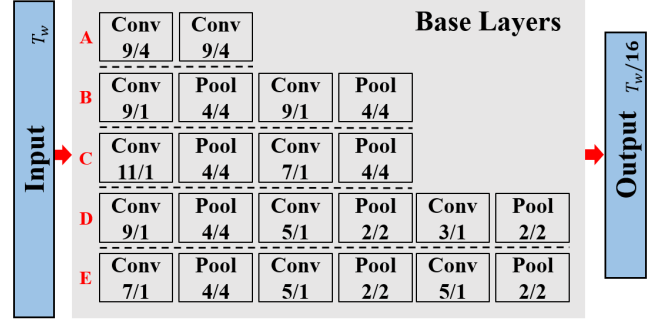 Base Layers
Input T_w
A Conv 9/4 Conv 9/4
B Conv 9/1 Pool 4/4 Conv 9/1 Pool 4/4
C Conv 11/1 Pool 4/4 Conv 7/1 Pool 4/4
D Conv 9/1 Pool 4/4 Conv 5/1 Pool 2/2 Conv 3/1 Pool 2/2
E Conv 7/1 Pool 4/4 Conv 5/1 Pool 2/2 Conv 5/1 Pool 2/2
Output T_w/16